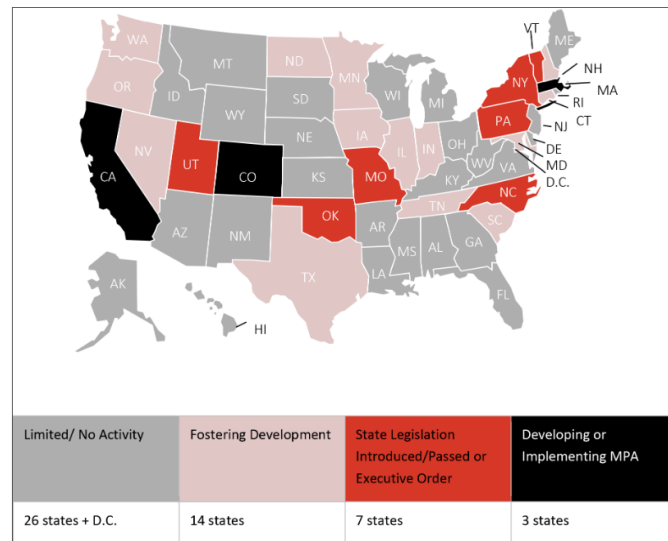 WA
MT
ND
MN
VT
ME
OR
ID
SD
WI
MI
NY
NH
MA
WY
RI
CT
NV
NE
IA
PA
NJ
CA
UT
CO
IL
IN
OH
DE
MD
D.C.
KS
MO
WV
VA
KY
NC
AZ
NM
OK
AR
TN
SC
TX
MS
AL
GA
LA
FL
AK
HI
Limited/ No Activity
Fostering Development
State Legislation
Introduced/Passed or
Executive Order
Developing or
Implementing MPA
26 states + D.C.
14 states
7 states
3 states